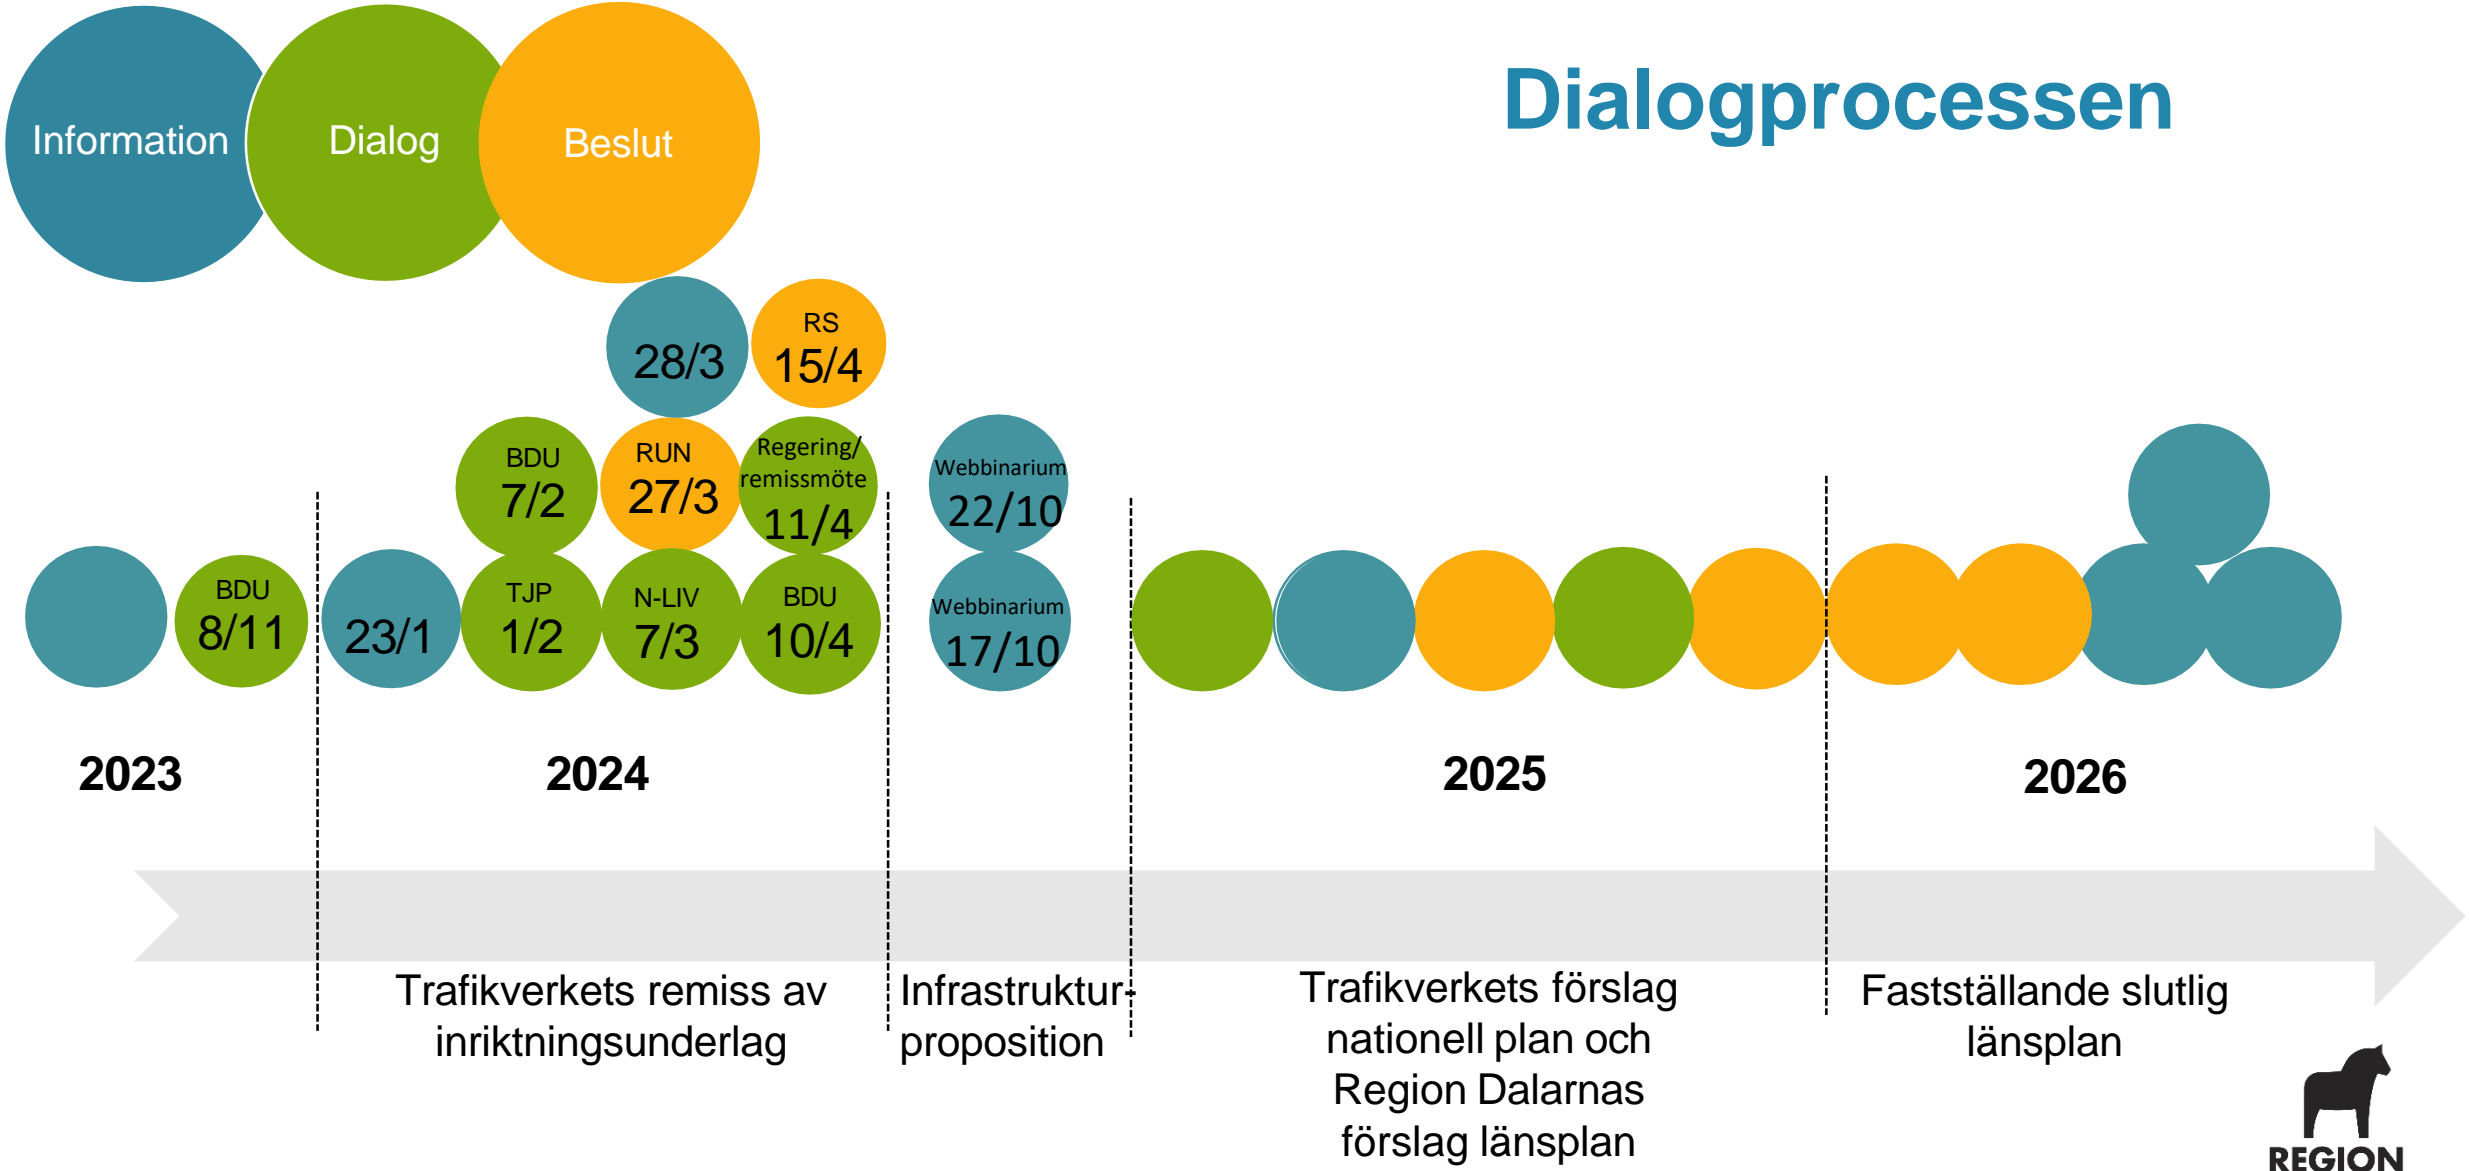 Dialogprocessen
Information
Dialog
Beslut
28/3
RS
15/4
BDU
7/2
RUN
27/3
Regering/
remissmöte
11/4
Webbinarium
22/10
BDU
8/11
23/1
TJP
1/2
N-LIV
7/3
BDU
10/4
Webbinarium
17/10
2023
2024
2025
2026
Trafikverkets remiss av
inriktningsunderlag
Infrastruktur-
proposition
Trafikverkets förslag
nationell plan och
Region Dalarnas
förslag länsplan
Fastställande slutlig
länsplan
REGION